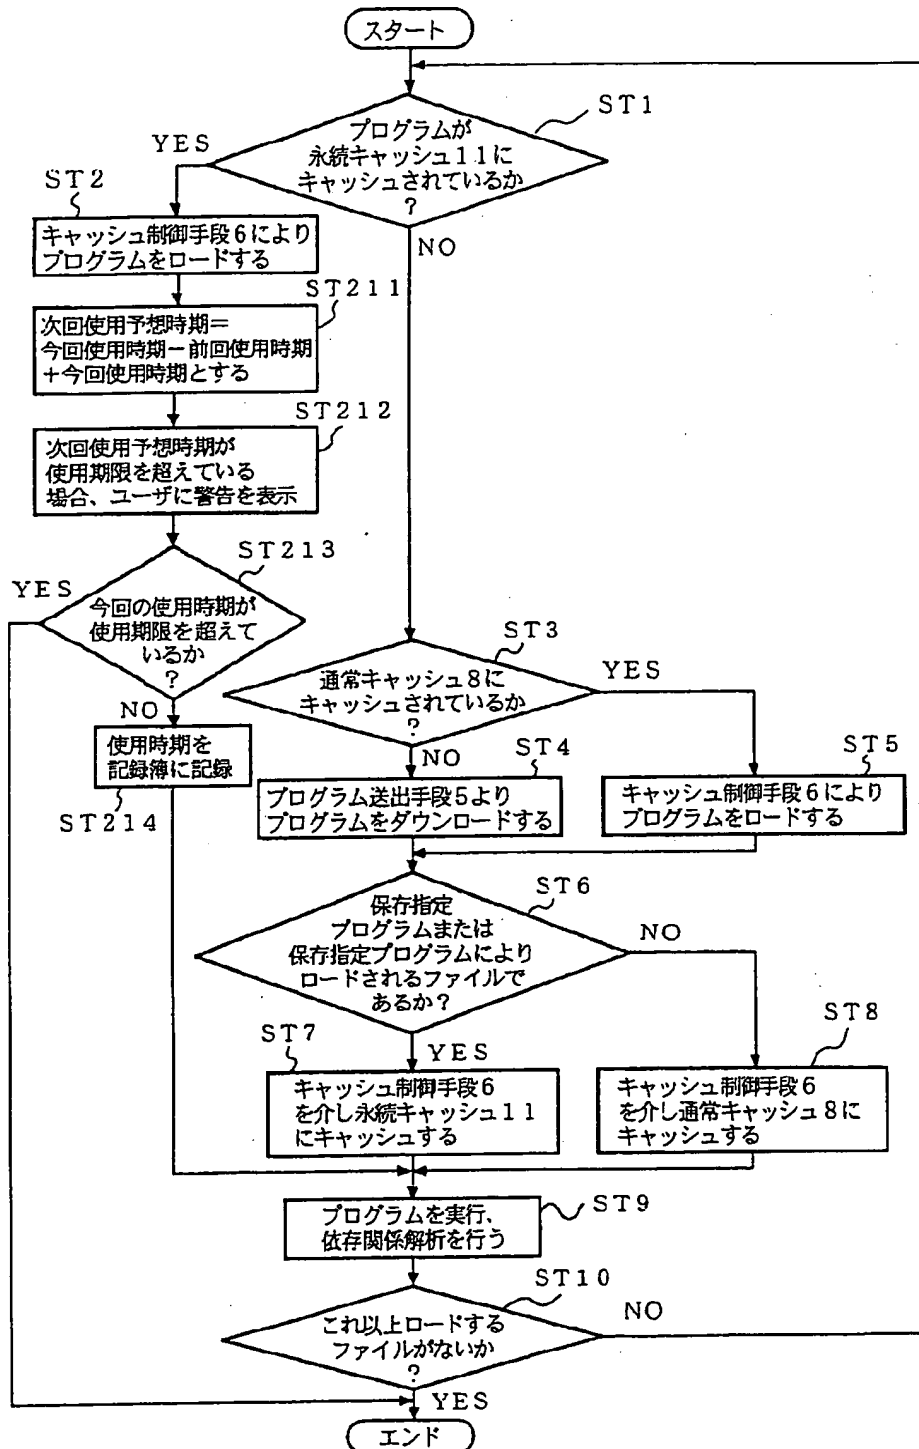 スタート
ST1
プログラムが
永続キャッシュ11に
キャッシュされているか
?
YES
NO
ST2
キャッシュ制御手段6により
プログラムをロードする
ST211
次回使用予想時期＝
今回使用時期－前回使用時期
＋今回使用時期とする
ST212
次回使用予想時期が
使用期限を超えている
場合、ユーザに警告を表示
ST213
YES
今回の使用時期が
使用期限を超えて
いるか
?
NO
使用時期を
記録簿に記録
ST214
ST3
通常キャッシュ8に
キャッシュされているか
?
YES
NO
ST4
プログラム送出手段5より
プログラムをダウンロードする
ST5
キャッシュ制御手段6により
プログラムをロードする
ST6
保存指定
プログラムまたは
保存指定プログラムにより
ロードされるファイルで
あるか?
NO
YES
ST7
キャッシュ制御手段6
を介し永続キャッシュ11
にキャッシュする
ST8
キャッシュ制御手段6
を介し通常キャッシュ8に
キャッシュする
ST9
プログラムを実行、
依存関係解析を行う
ST10
これ以上ロードする
ファイルがないか
?
NO
YES
エンド